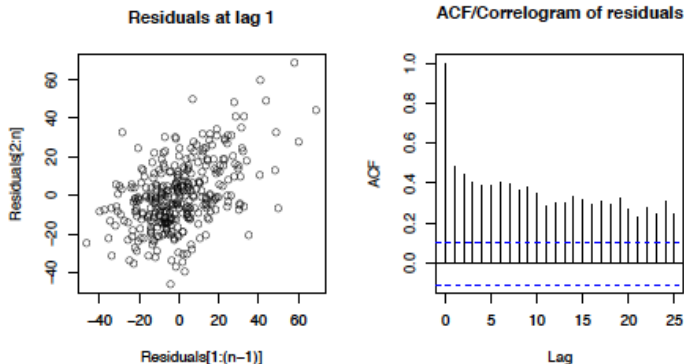 Residuals at lag 1
Residuals[2:n]
60
40
20
0
−20
−40
−40 −20 0 20 40 60
Residuals[1:(n−1)]
ACF/Correlogram of residuals
ACF
1.0
0.8
0.6
0.4
0.2
0.0
0 5 10 15 20 25
Lag